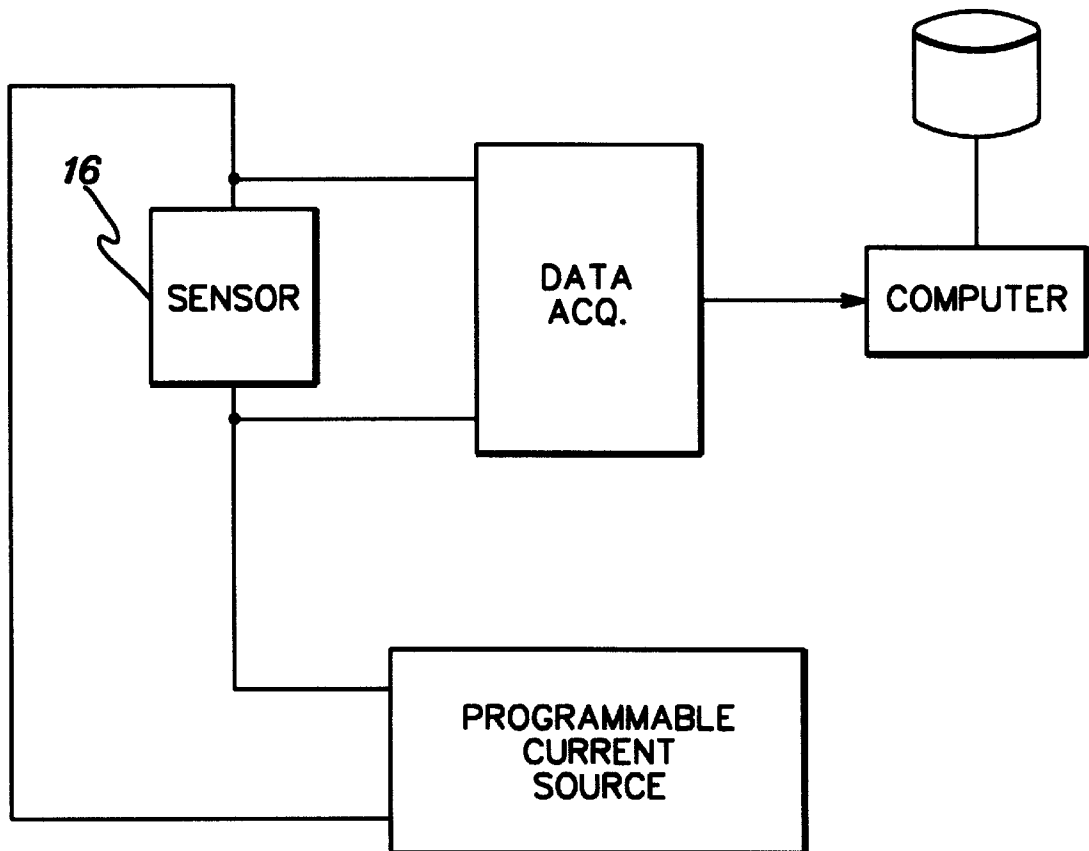 16
SENSOR
DATA
ACQ.
COMPUTER
PROGRAMMABLE
CURRENT
SOURCE